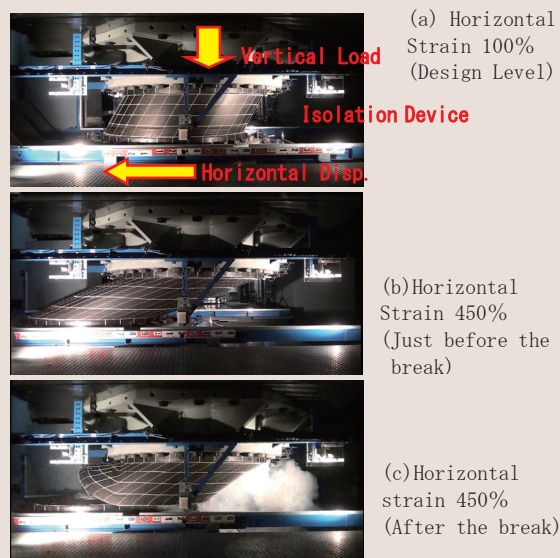 (a) Horizontal
Strain 100%
(Design Level)
Vertical Load
Isolation Device
Horizontal Disp.
(b)Horizontal
Strain 450%
(Just before the
break)
(c)Horizontal
strain 450%
(After the break)